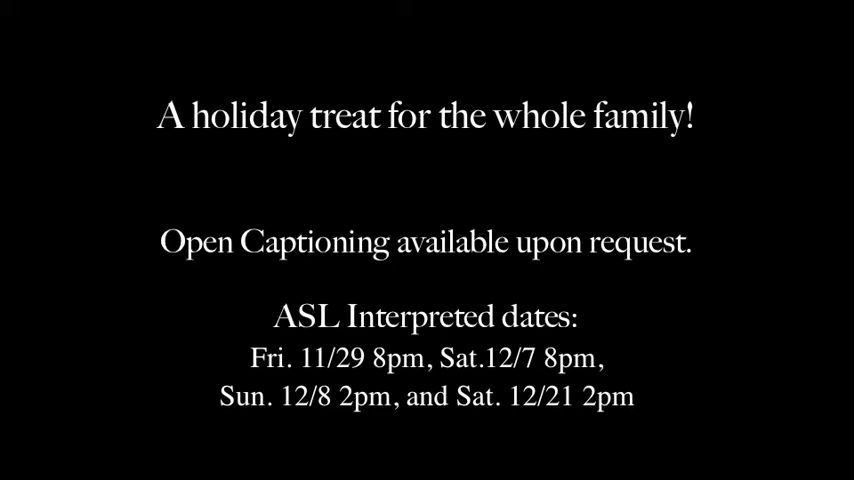 A holiday treat for the whole family!
Open Captioning available upon request.
ASL Interpreted dates:
Fri. 11/29 8pm, Sat.12/7 8pm,
Sun. 12/8 2pm, and Sat. 12/21 2pm